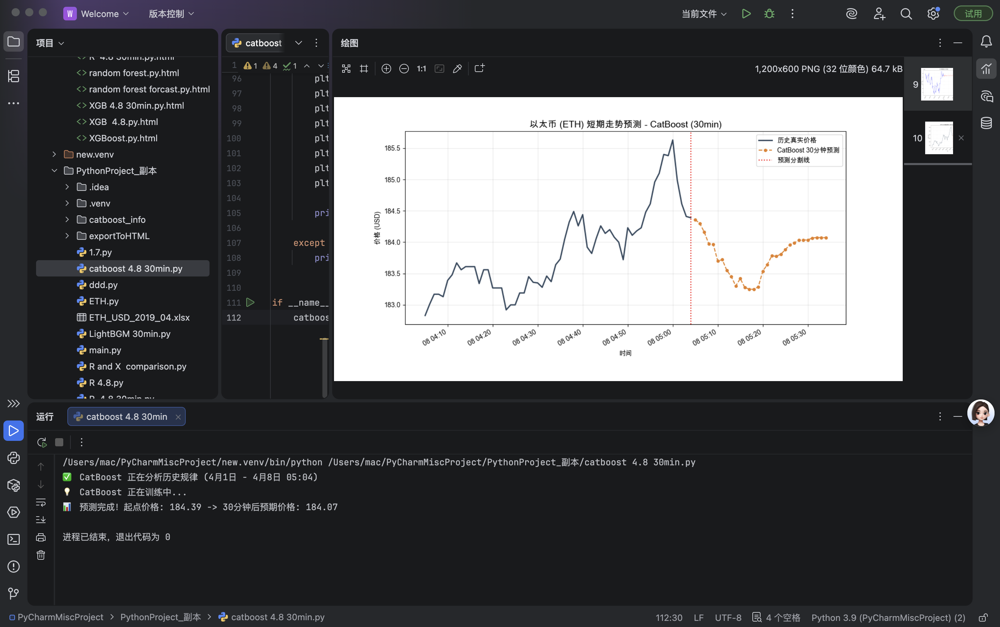 W Welcome
版本控制
当前文件
试用
项目
R 4.8 30min.py.html
random forest.py.html
random forest forcast.py.html
XGB 4.8 30min.py.html
XGB  4.8.py.html
XGBoost.py.html
new.venv
PythonProject_副本
.idea
.venv
catboost_info
exportToHTML
1.7.py
catboost 4.8 30min.py
ddd.py
ETH.py
ETH_USD_2019_04.xlsx
LightBGM 30min.py
main.py
R and X  comparison.py
R 4.8.py
R 4.8 30min.py
catboost
1 1 4 1
96 plt
97 plt
98 plt
99 plt
100 plt
101 plt
102 plt
103 plt
104
105 pri
106
107 except
108 pri
109
110
111 if __name__
112 catboos
绘图
1:1
1,200x600 PNG (32 位颜色) 64.7 kB
9
10
以太币 (ETH) 短期走势预测 - CatBoost (30min)
历史真实价格
CatBoost 30分钟预测
预测分割线
价格 (USD)
185.5
185.0
184.5
184.0
183.5
183.0
08 04:10
08 04:20
08 04:30
08 04:40
08 04:50
08 05:00
08 05:10
08 05:20
08 05:30
时间
运行
catboost 4.8 30min
/Users/mac/PyCharmMiscProject/new.venv/bin/python /Users/mac/PyCharmMiscProject/PythonProject_副本/catboost 4.8 30min.py
✅ CatBoost 正在分析历史规律 (4月1日 - 4月8日 05:04)
💡 CatBoost 正在训练中...
📊 预测完成! 起点价格: 184.39 -> 30分钟后预期价格: 184.07
进程已结束，退出代码为 0
PyCharmMiscProject > PythonProject_副本 > catboost 4.8 30min.py
112:30
LF
UTF-8
4 个空格
Python 3.9 (PyCharmMiscProject) (2)